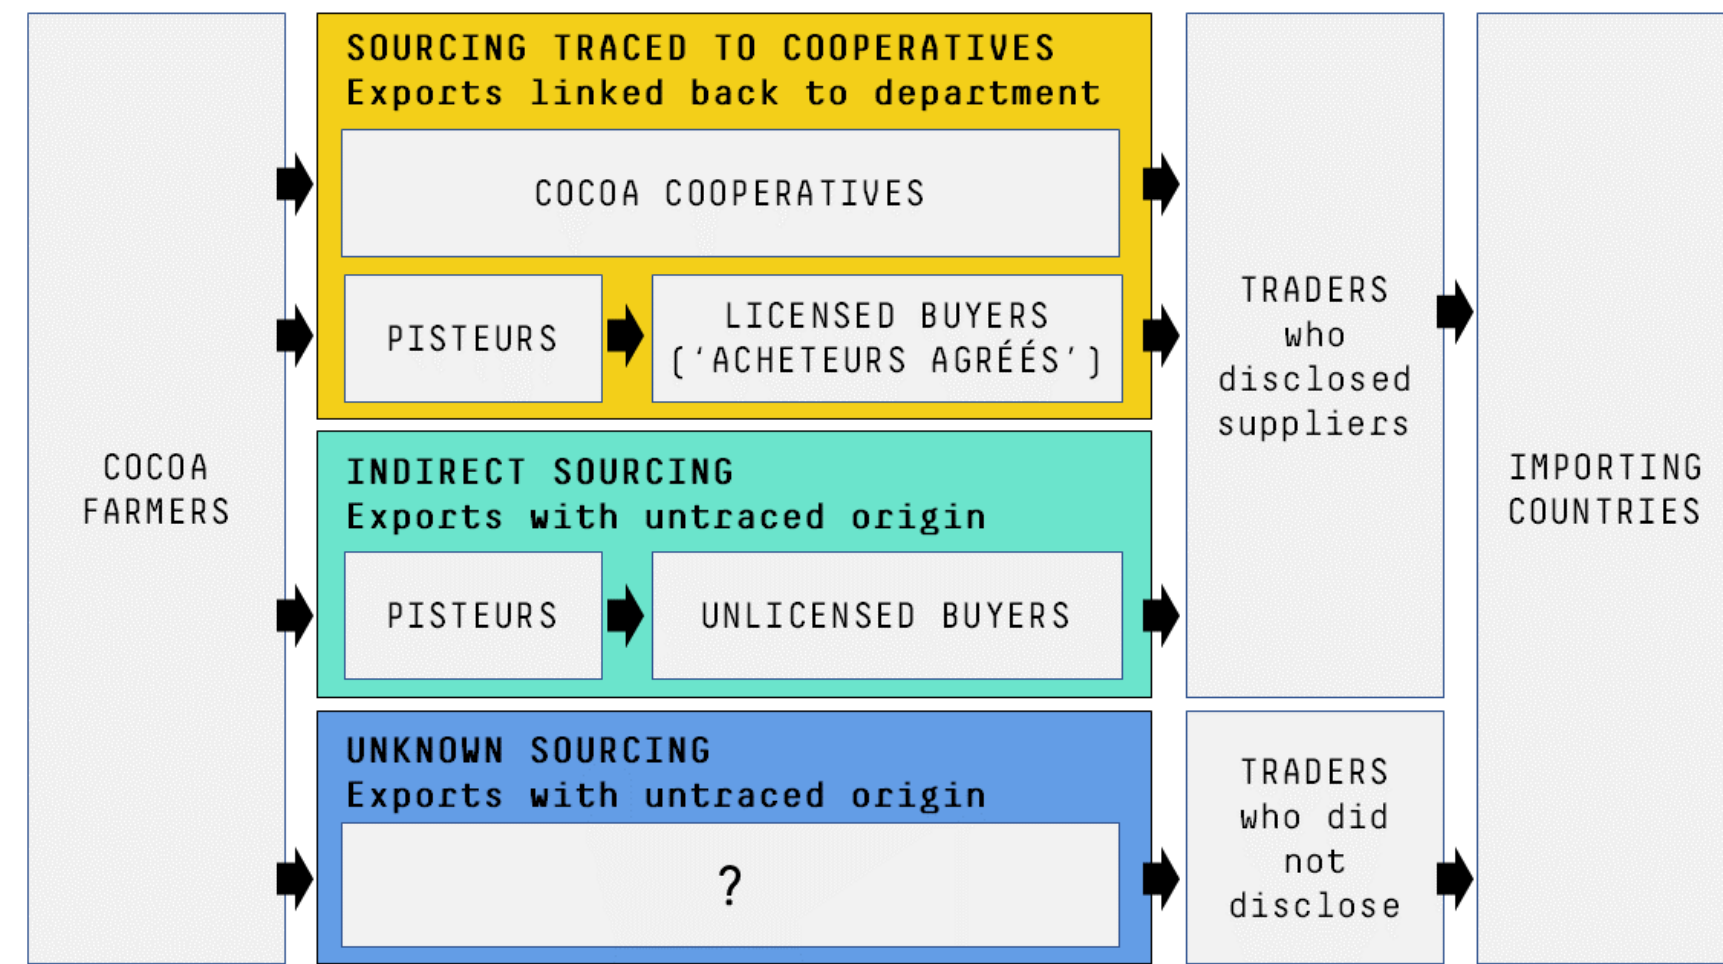 COCOA
FARMERS
SOURCING TRACED TO COOPERATIVES
Exports linked back to department
COCOA COOPERATIVES
PISTEURS
LICENSED BUYERS
(‘ACHETEURS AGRÉÉS’)
INDIRECT SOURCING
Exports with untraced origin
PISTEURS
UNLICENSED BUYERS
UNKNOWN SOURCING
Exports with untraced origin
?
TRADERS
who
disclosed
suppliers
TRADERS
who did
not
disclose
IMPORTING
COUNTRIES